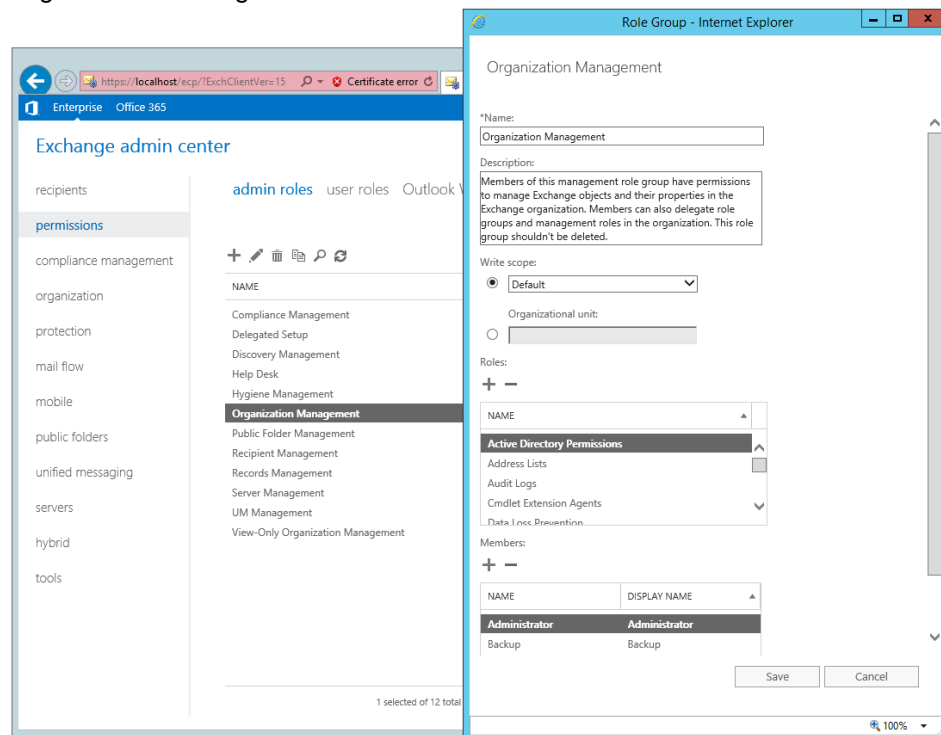 Role Group - Internet Explorer
https://localhost/ecp/?ExchClientVer=15
Certificate error
Enterprise Office 365
Exchange admin center
recipients
permissions
compliance management
organization
protection
mail flow
mobile
public folders
unified messaging
servers
hybrid
tools
admin roles user roles Outlook
NAME
Compliance Management
Delegated Setup
Discovery Management
Help Desk
Hygiene Management
Organization Management
Public Folder Management
Recipient Management
Records Management
Server Management
UM Management
View-Only Organization Management
1 selected of 12 total
Organization Management
*Name:
Organization Management
Description:
Members of this management role group have permissions
to manage Exchange objects and their properties in the
Exchange organization. Members can also delegate role
groups and management roles in the organization. This role
group shouldn't be deleted.
Write scope:
Default
Organizational unit:
Roles:
NAME
Active Directory Permissions
Address Lists
Audit Logs
Cmdlet Extension Agents
Data Loss Prevention
Members:
NAME DISPLAY NAME
Administrator Administrator
Backup Backup
Save Cancel
100%